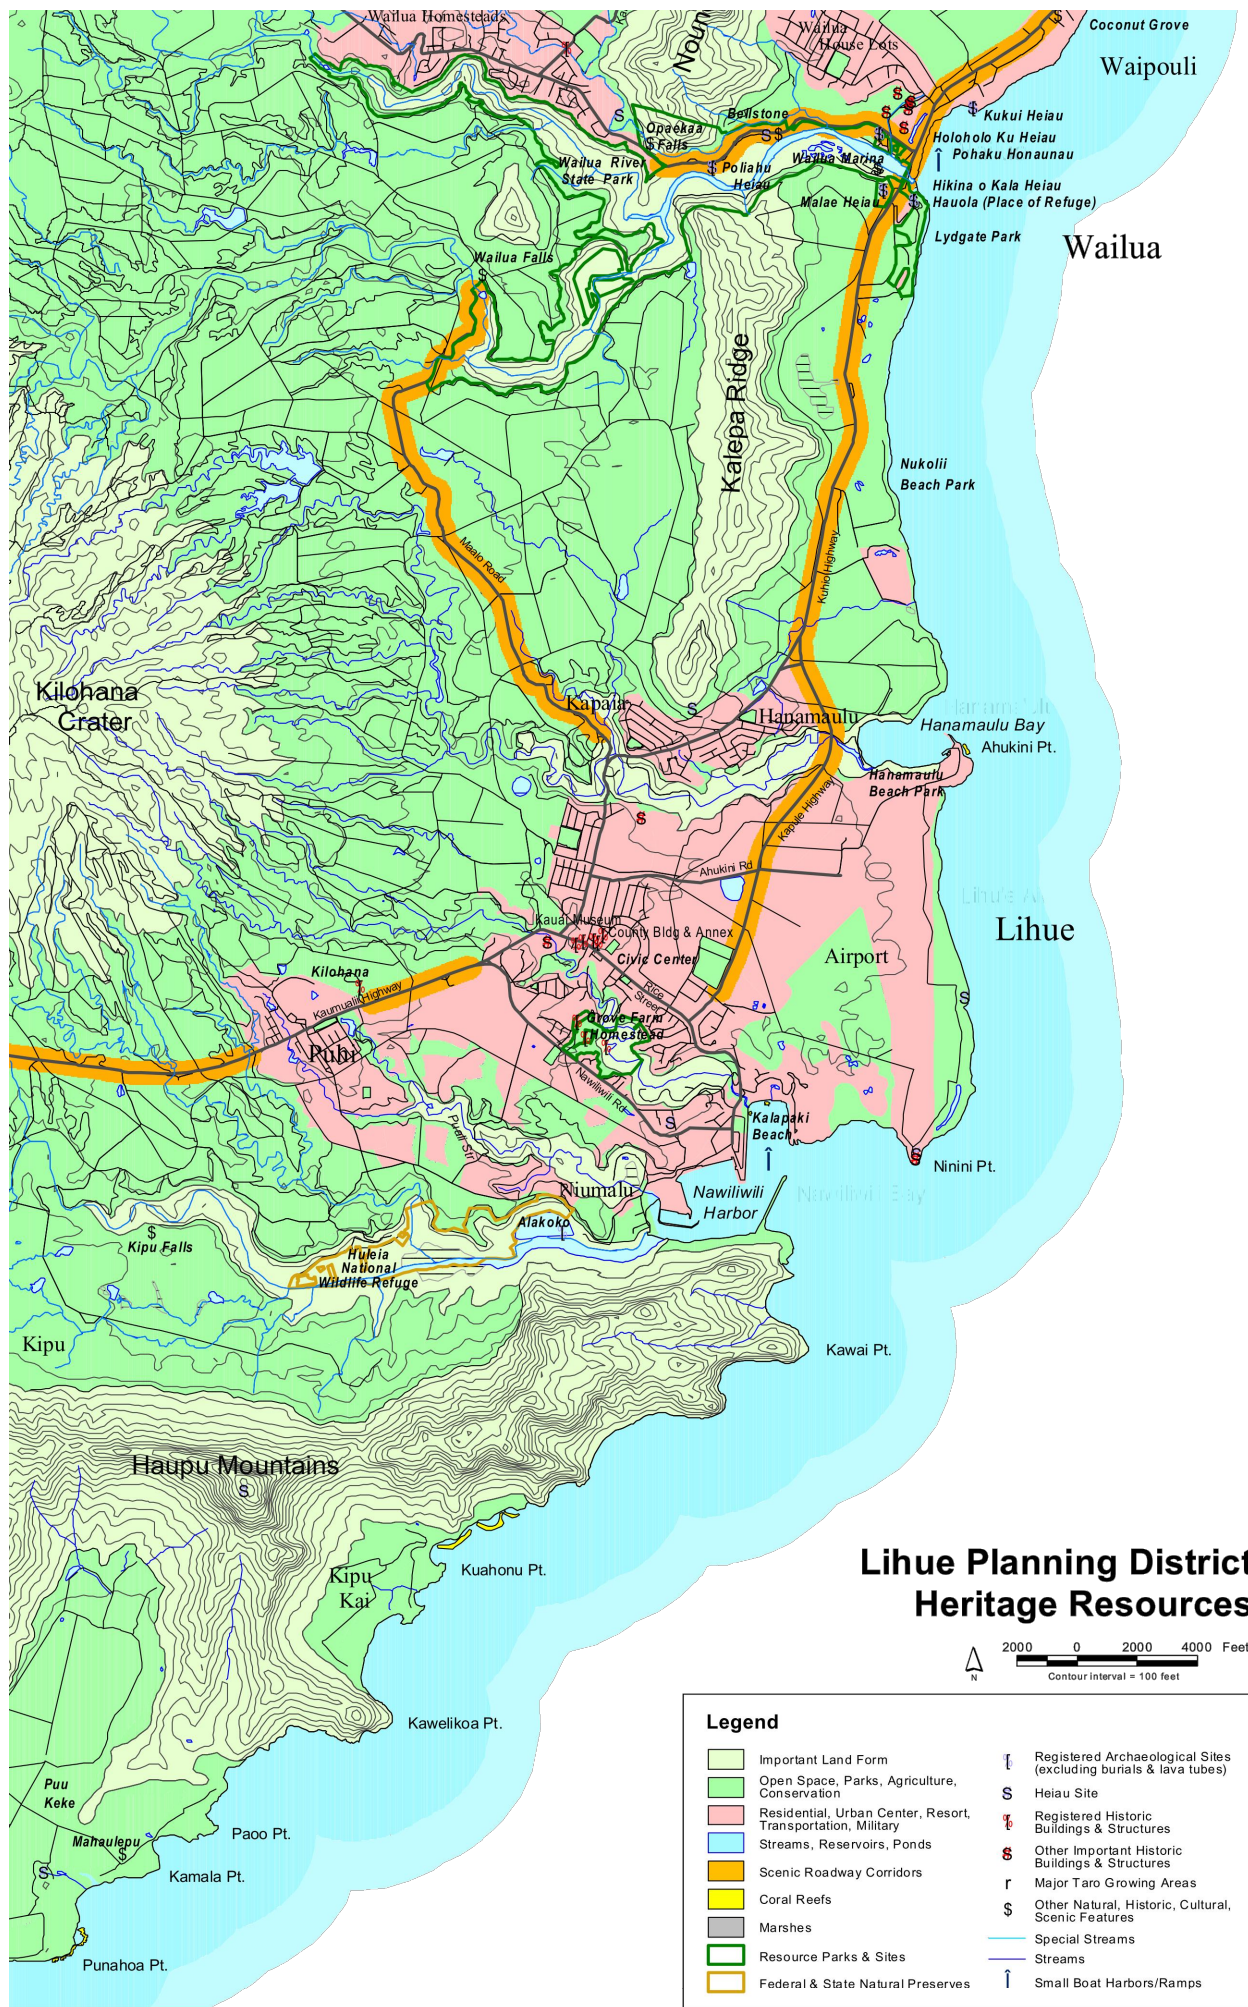 Wailua Homesteads
Noun
Wailua
House Lots
Coconut Grove
Waipouli
Kukui Heiau
Bellstone
Opaekaa
Falls
Holoholo Ku Heiau
Pohaku Honaunau
Wailua River
State Park
Poliahu
Heiau
Wailua Marina
Malae Heiau
Hikina o Kala Heiau
Hauola (Place of Refuge)
Lydgate Park
Wailua
Wailua Falls
Kalepa Ridge
Nukolii
Beach Park
Maalo Road
Kuhio Highway
Kilohana
Crater
Kapaia
Hanamaulu
Hanamaulu Bay
Ahukini Pt.
Hanamaulu
Beach Park
Kapule Highway
Ahukini Rd
Lihue
Kauai Museum
County Bldg & Annex
Civic Center
Airport
Kilohana
Kaumualii Highway
Rice
Street
Grove Farm
Homestead
Puhi
Nawiliwili Rd
Puali Str
Kalapaki
Beach
Ninini Pt.
Niumalu
Nawiliwili
Harbor
Nawiliwili Bay
Alakoko
Kipu Falls
Huleia
National
Wildlife Refuge
Kipu
Kawai Pt.
Haupu Mountains
Kipu
Kai
Kuahonu Pt.
Kawelikoa Pt.
Puu
Keke
Mahaulepu
Paoo Pt.
Kamala Pt.
Punahoa Pt.
Lihue Planning District
Heritage Resources
2000 0 2000 4000 Feet
Contour interval = 100 feet
N
Legend
Important Land Form
Open Space, Parks, Agriculture,
Conservation
Residential, Urban Center, Resort,
Transportation, Military
Streams, Reservoirs, Ponds
Scenic Roadway Corridors
Coral Reefs
Marshes
Resource Parks & Sites
Federal & State Natural Preserves
Registered Archaeological Sites
(excluding burials & lava tubes)
Heiau Site
Registered Historic
Buildings & Structures
Other Important Historic
Buildings & Structures
Major Taro Growing Areas
Other Natural, Historic, Cultural,
Scenic Features
Special Streams
Streams
Small Boat Harbors/Ramps